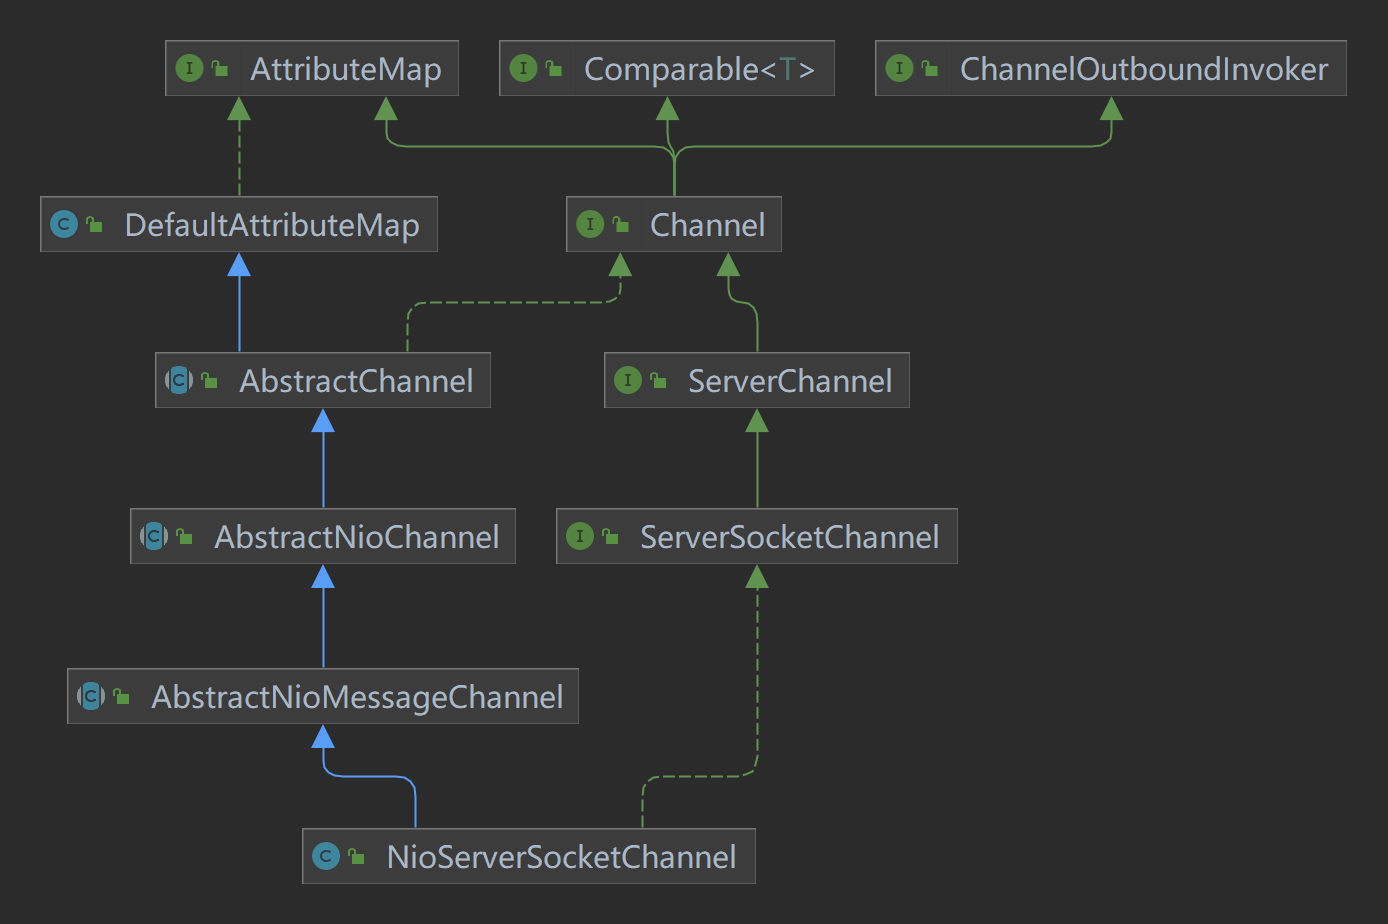 I AttributeMap
I Comparable<T>
I ChannelOutboundInvoker
C DefaultAttributeMap
I Channel
C AbstractChannel
I ServerChannel
C AbstractNioChannel
I ServerSocketChannel
C AbstractNioMessageChannel
C NioServerSocketChannel